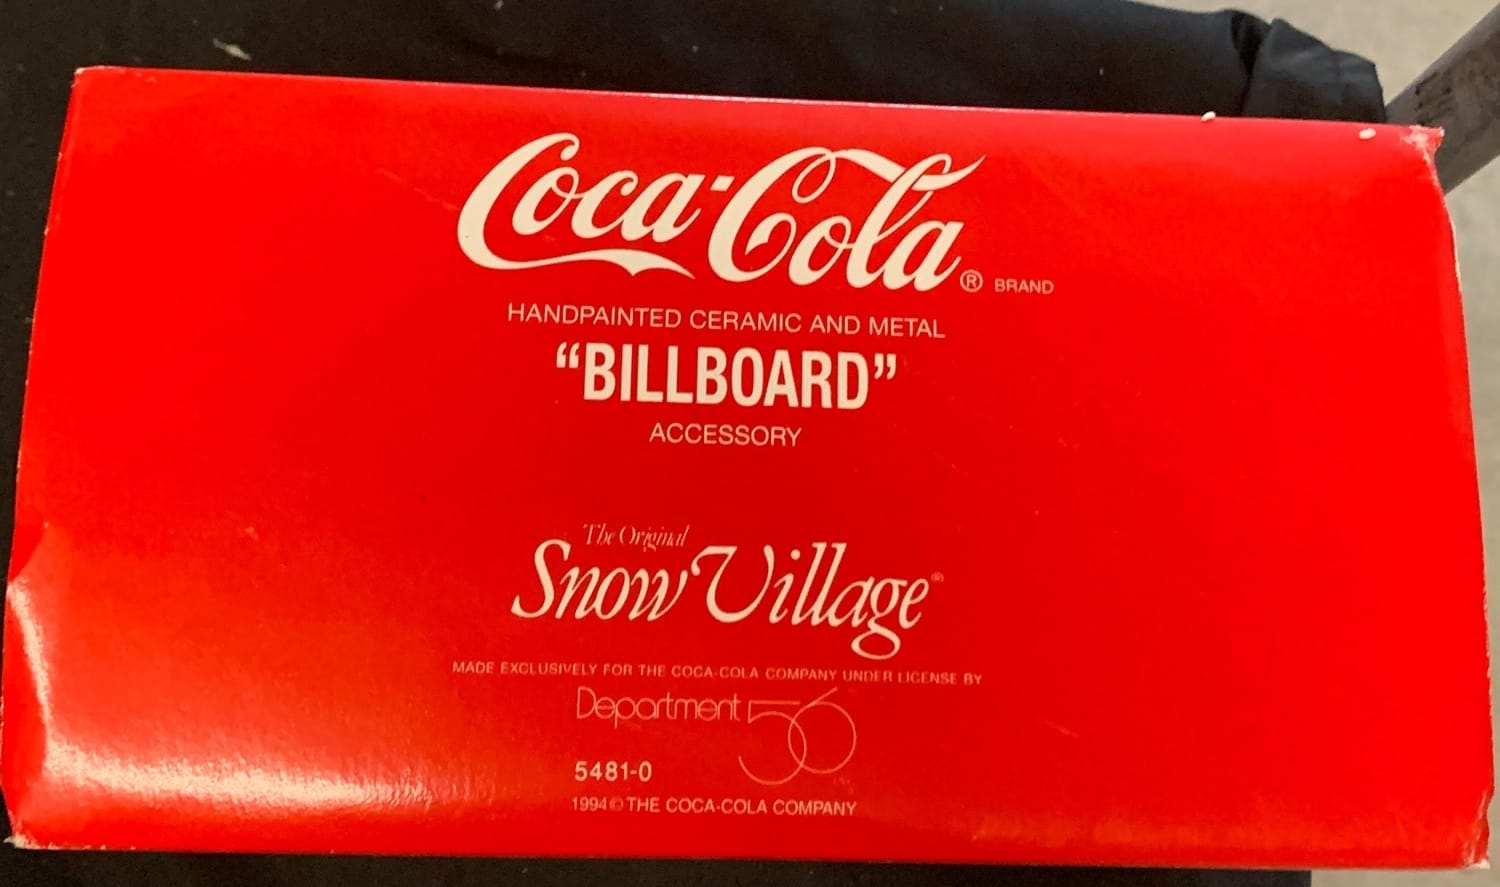 Coca-Cola ® BRAND
HANDPAINTED CERAMIC AND METAL
“BILLBOARD”
ACCESSORY
The Original
Snow Village®
MADE EXCLUSIVELY FOR THE COCA-COLA COMPANY UNDER LICENSE BY
Department 56
5481-0
1994 © THE COCA-COLA COMPANY